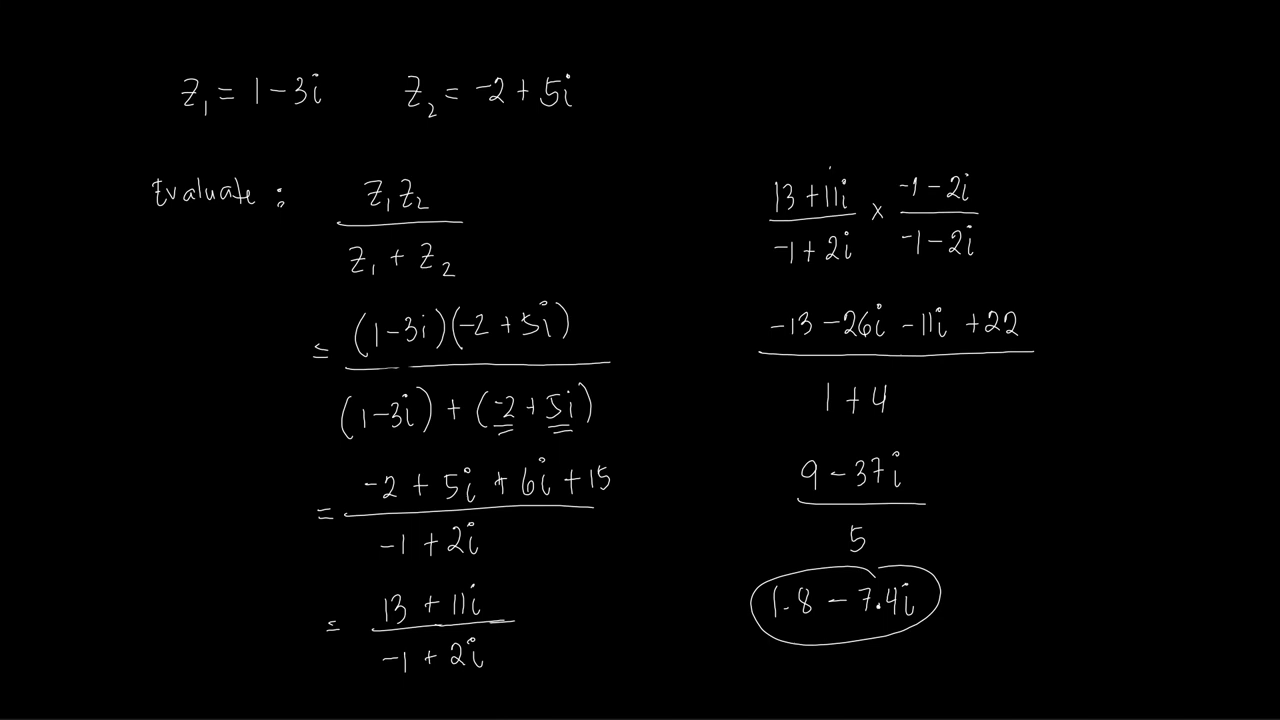 Z₁ = 1 - 3i Z₂ = -2 + 5i
Evaluate :
Z₁Z₂
Z₁ + Z₂
= (1-3i)(-2 + 5i)
(1-3i) + (-2 + 5i)
= -2 + 5i + 6i + 15
-1 + 2i
= 13 + 11i
-1 + 2i
13 + 11i × -1 - 2i
-1 + 2i -1 - 2i
-13 - 26i - 11i + 22
1 + 4
9 - 37i
5
1.8 - 7.4i